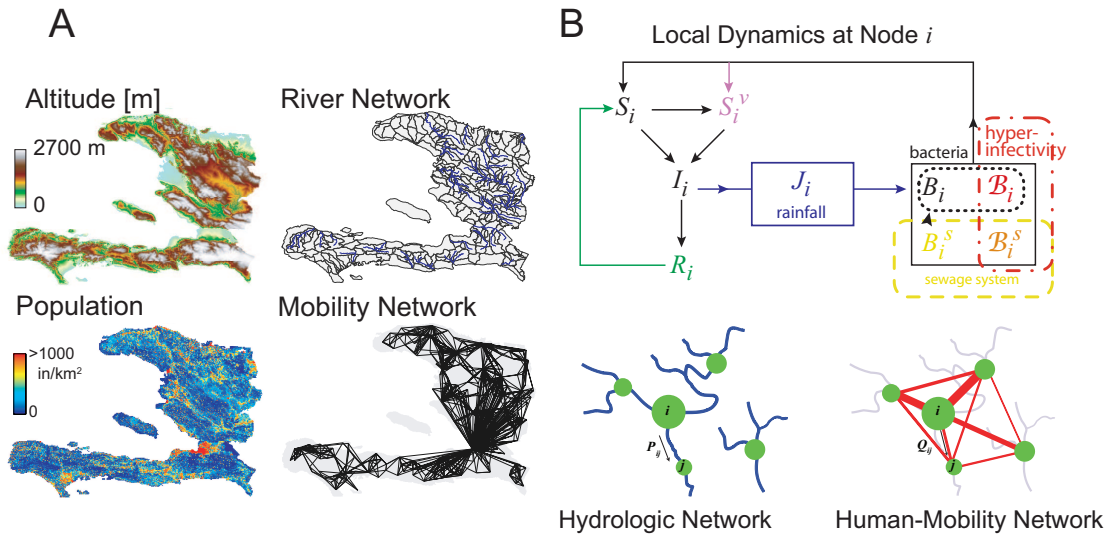 A
Altitude [m]
2700 m
0
River Network
Population
>1000
in/km²
0
Mobility Network
B
Local Dynamics at Node i
S_i
S_i^v
I_i
R_i
J_i
rainfall
bacteria
hyper-
infectivity
B_i
ℬ_i
B_i^s
ℬ_i^s
sewage system
i
P_ij
j
Hydrologic Network
i
Q_ij
j
Human-Mobility Network